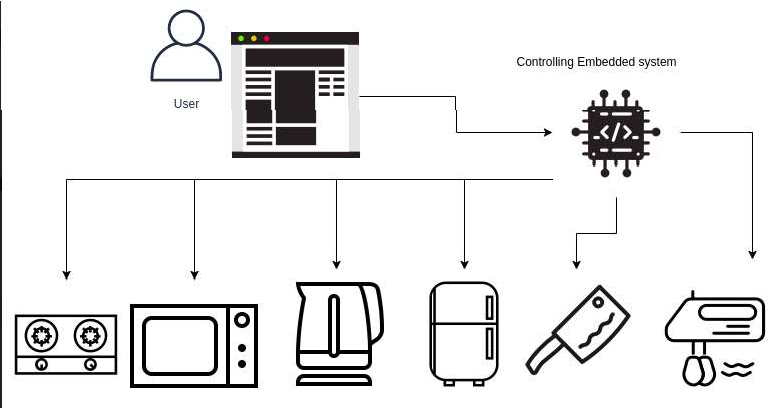 Controlling Embedded system
User